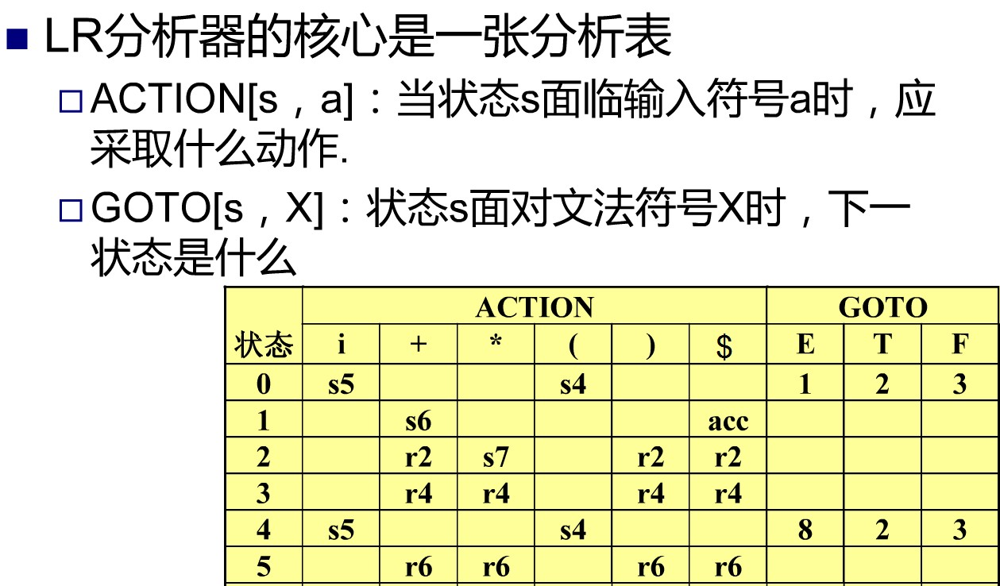 LR分析器的核心是一张分析表
ACTION[s，a]：当状态s面临输入符号a时，应
采取什么动作.
GOTO[s，X]：状态s面对文法符号X时，下一
状态是什么
ACTION GOTO
状态 i + * ( ) $ E T F
0 s5 s4 1 2 3
1 s6 acc
2 r2 s7 r2 r2
3 r4 r4 r4 r4
4 s5 s4 8 2 3
5 r6 r6 r6 r6